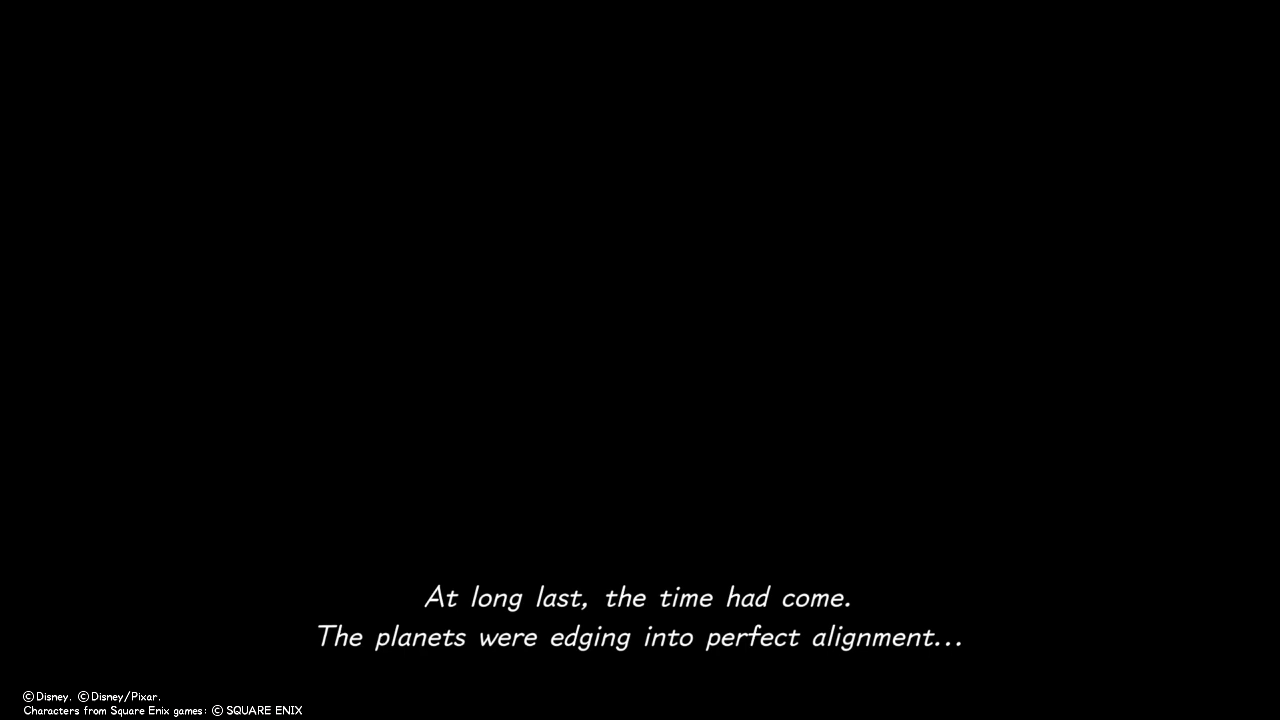 At long last, the time had come.
The planets were edging into perfect alignment...
©Disney. ©Disney/Pixar.
Characters from Square Enix games: © SQUARE ENIX